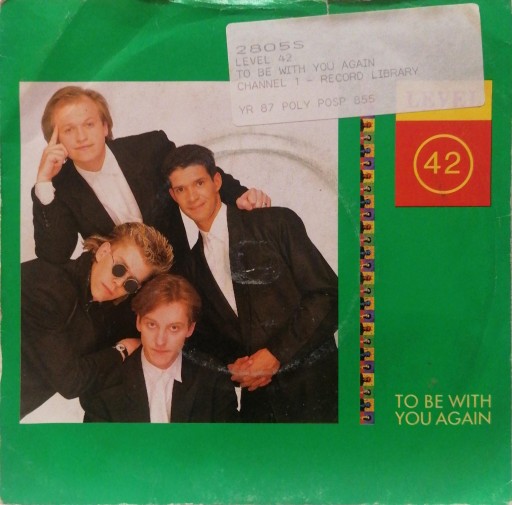 2805S
LEVEL 42
TO BE WITH YOU AGAIN
CHANNEL 1 - RECORD LIBRARY
YR 87 POLY POSP 855
LEVEL
42
TO BE WITH
YOU AGAIN